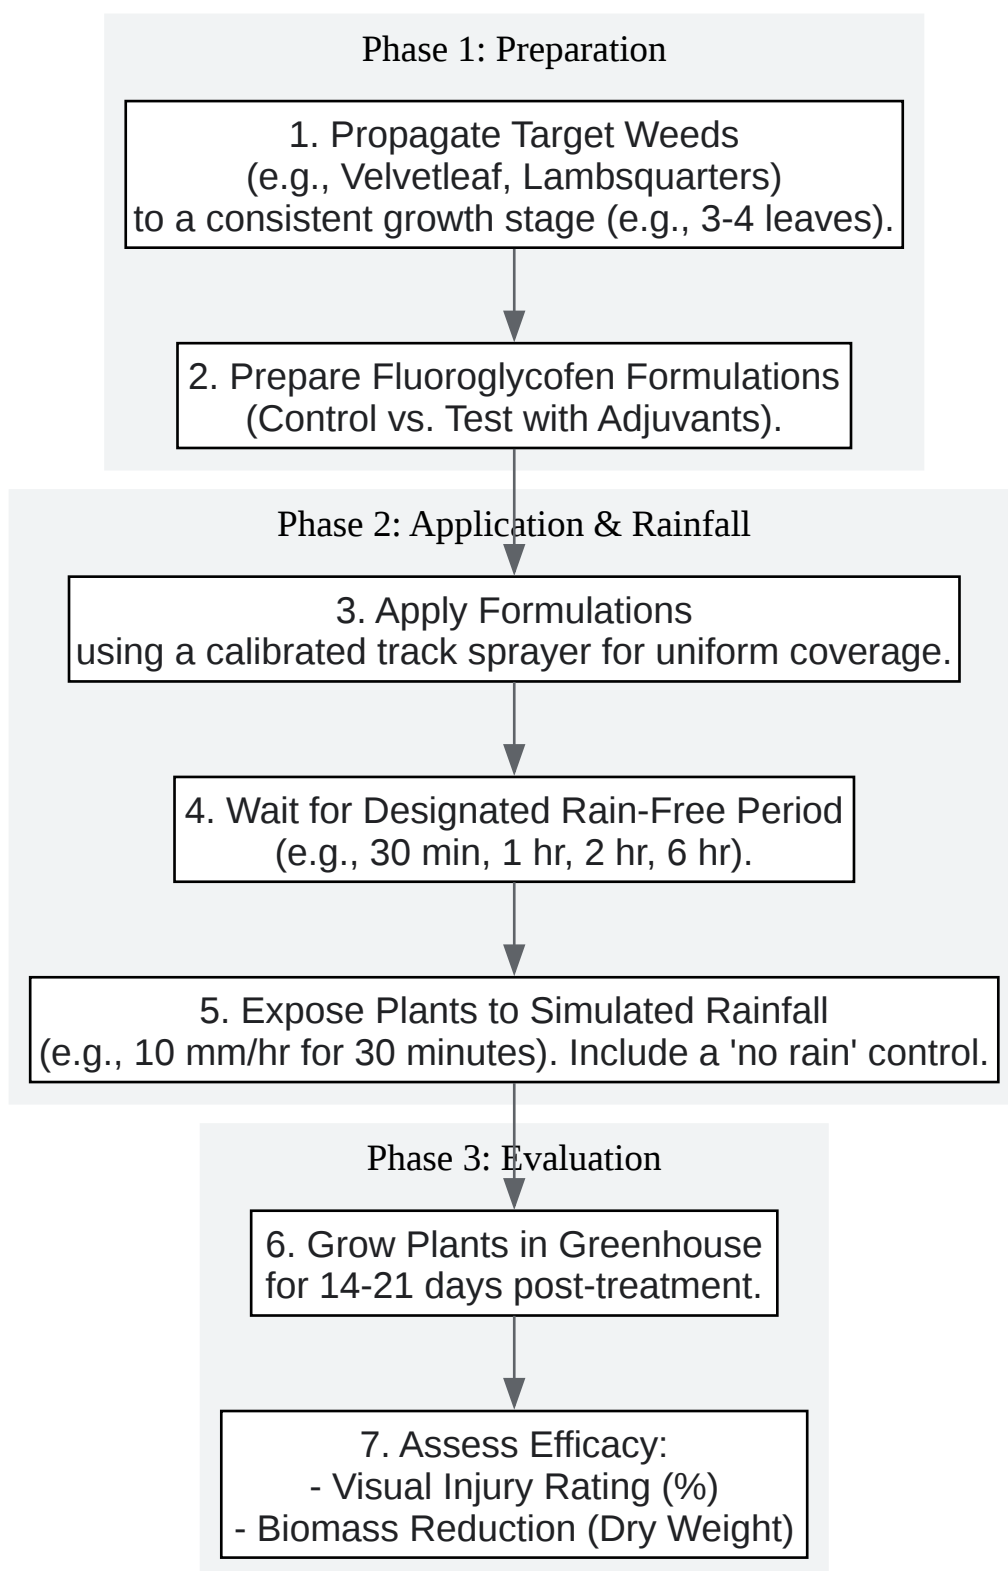 Phase 1: Preparation
1. Propagate Target Weeds
(e.g., Velvetleaf, Lambsquarters)
to a consistent growth stage (e.g., 3-4 leaves).
2. Prepare Fluoroglycofen Formulations
(Control vs. Test with Adjuvants).
Phase 2: Application & Rainfall
3. Apply Formulations
using a calibrated track sprayer for uniform coverage.
4. Wait for Designated Rain-Free Period
(e.g., 30 min, 1 hr, 2 hr, 6 hr).
5. Expose Plants to Simulated Rainfall
(e.g., 10 mm/hr for 30 minutes). Include a 'no rain' control.
Phase 3: Evaluation
6. Grow Plants in Greenhouse
for 14-21 days post-treatment.
7. Assess Efficacy:
- Visual Injury Rating (%)
- Biomass Reduction (Dry Weight)